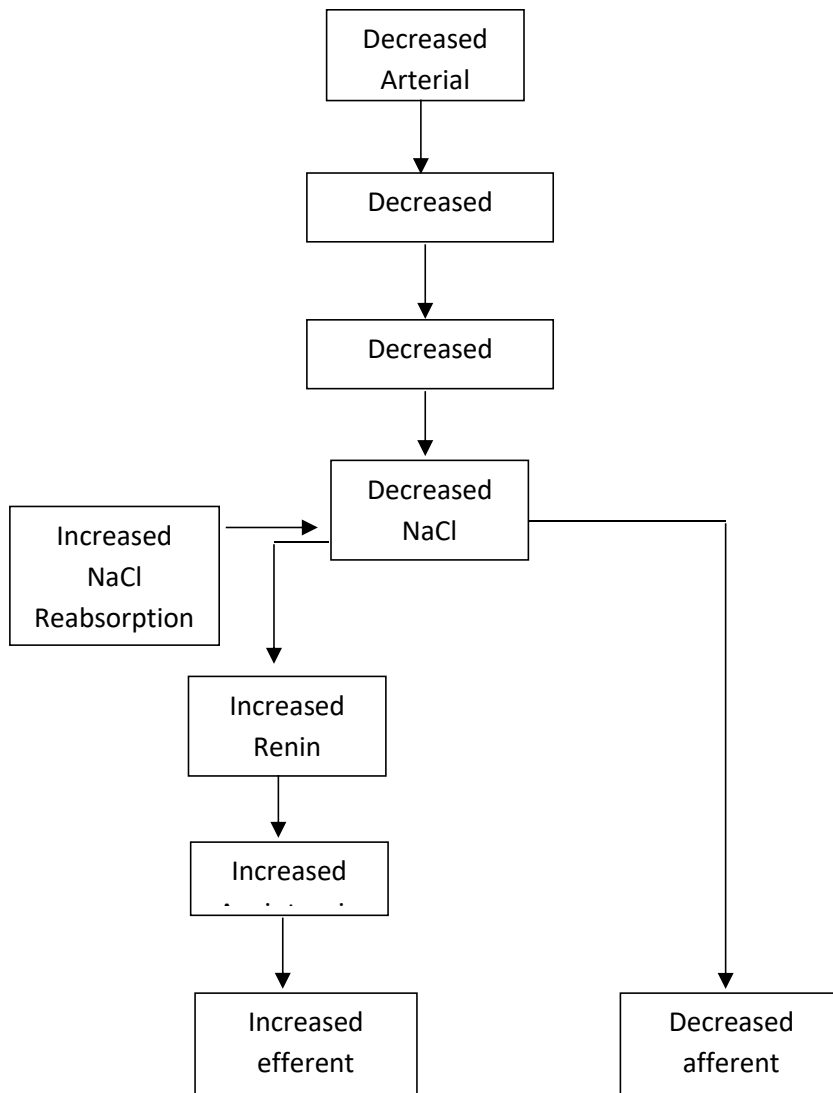 Decreased
Arterial
Decreased
Decreased
Decreased
NaCl
Increased
NaCl
Reabsorption
Increased
Renin
Increased
Increased
efferent
Decreased
afferent